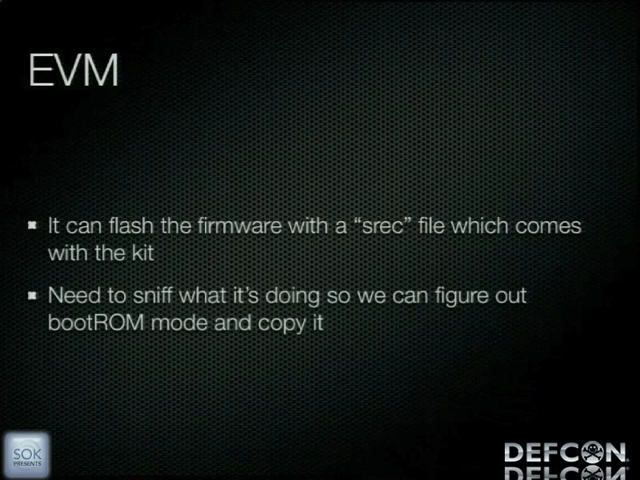 EVM
It can flash the firmware with a “srec” file which comes
with the kit
Need to sniff what it’s doing so we can figure out
bootROM mode and copy it
SOK
PRESENTS
DEFCON